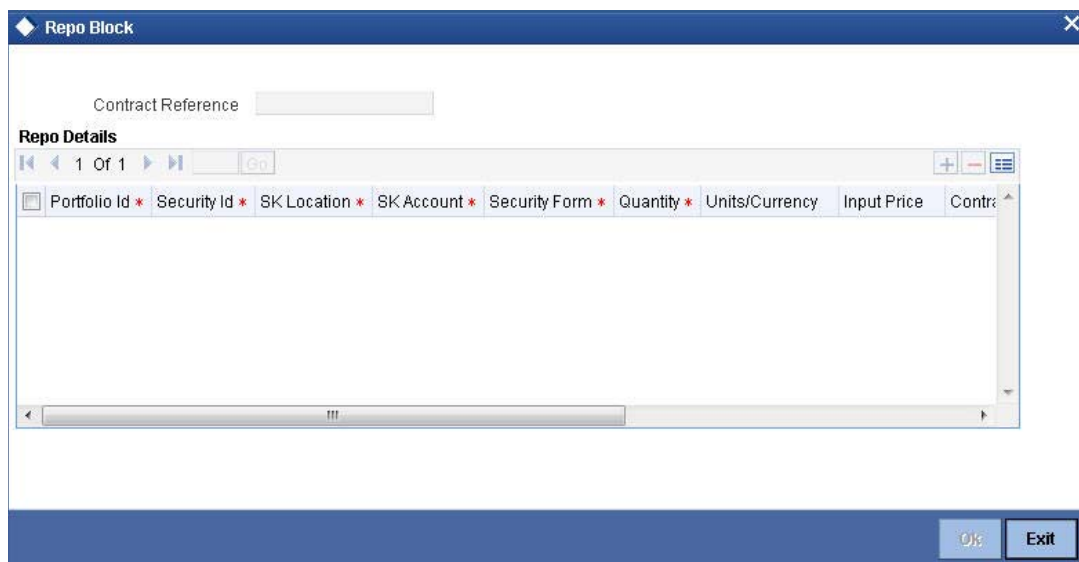 Repo Block
Contract Reference
Repo Details
1 Of 1 Go
Portfolio Id * Security Id * SK Location * SK Account * Security Form * Quantity * Units/Currency Input Price Contra
Ok Exit